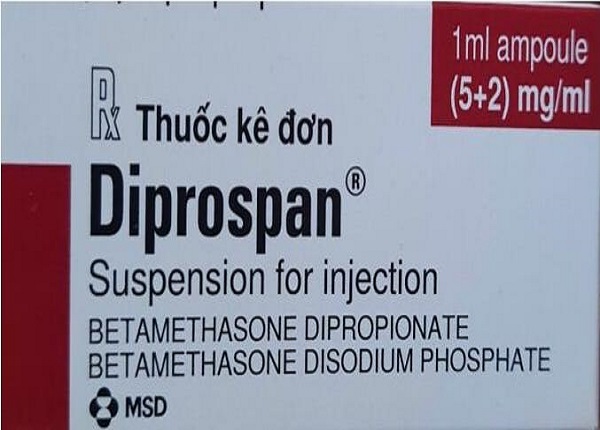 1ml ampoule
(5+2) mg/ml
Rx Thuốc kê đơn
Diprospan®
Suspension for injection
BETAMETHASONE DIPROPIONATE
BETAMETHASONE DISODIUM PHOSPHATE
MSD